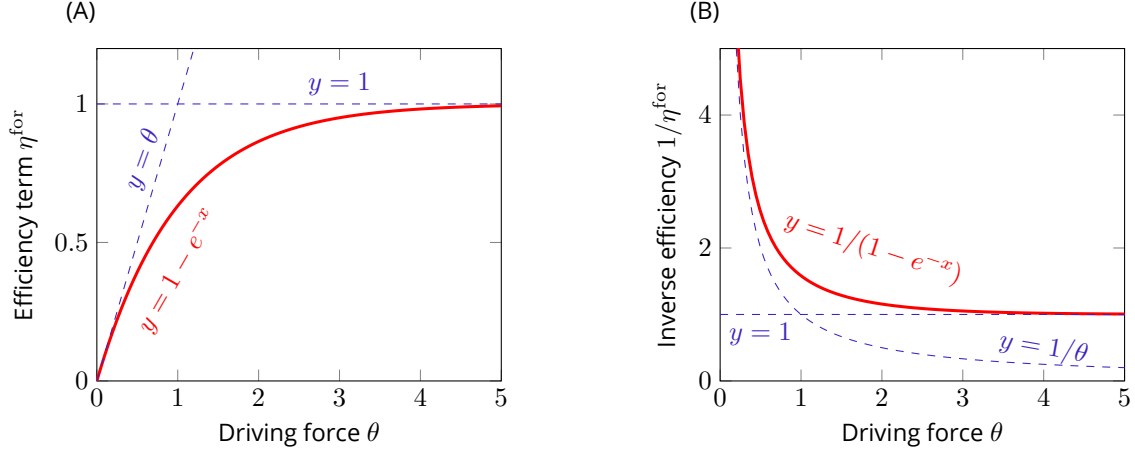 (A)
Efficiency term η^for
1
0.5
0
y = 1
y = θ
y = 1 − e^−x
0 1 2 3 4 5
Driving force θ
(B)
Inverse efficiency 1/η^for
4
2
0
y = 1/(1 − e^−x)
y = 1
y = 1/θ
0 1 2 3 4 5
Driving force θ